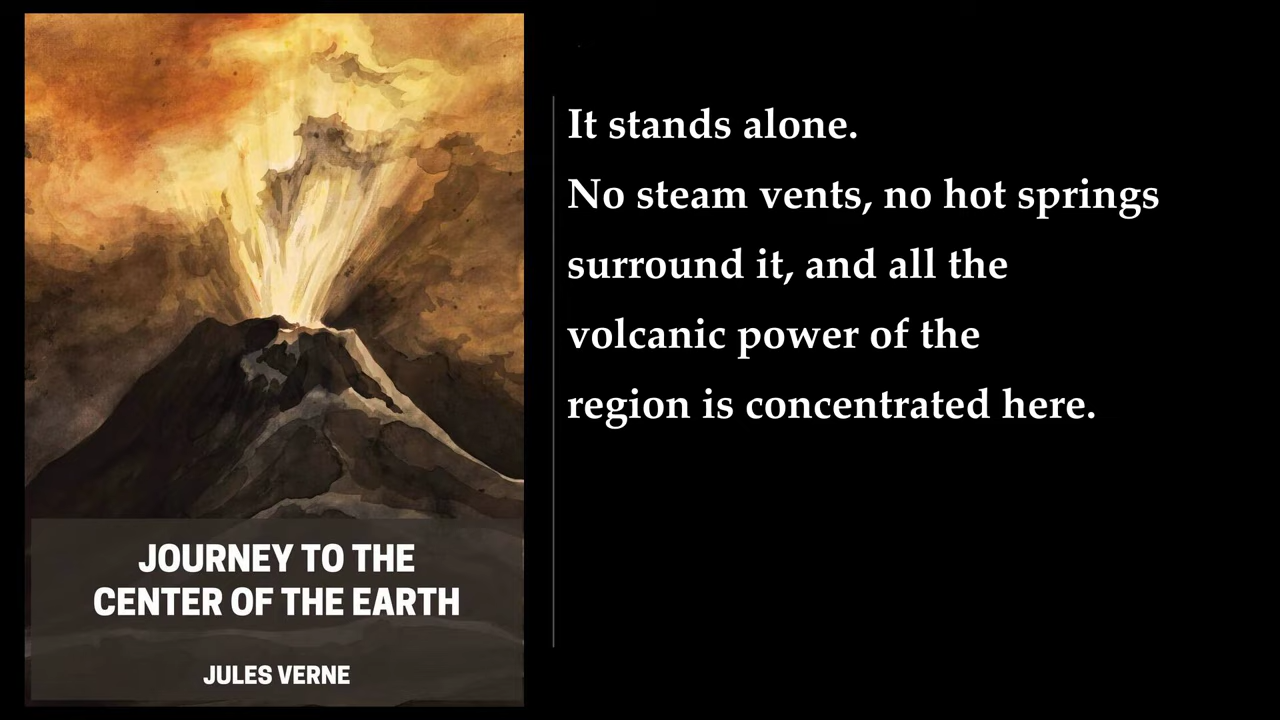 It stands alone.
No steam vents, no hot springs
surround it, and all the
volcanic power of the
region is concentrated here.
JOURNEY TO THE
CENTER OF THE EARTH
JULES VERNE